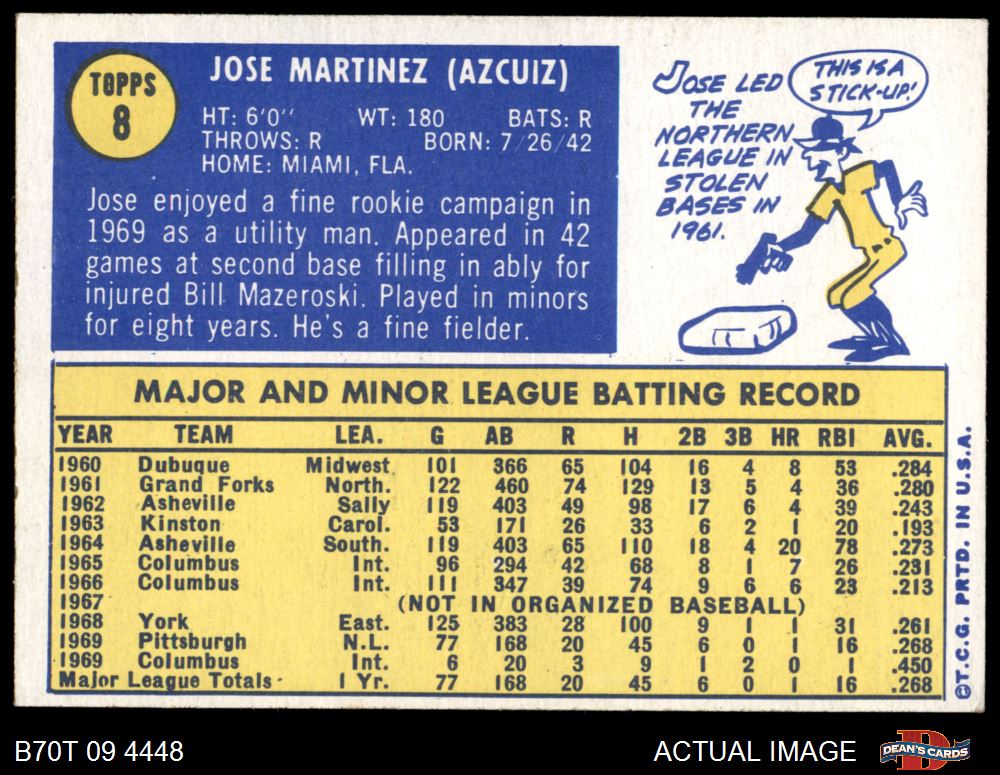 TOPPS
8
JOSE MARTINEZ (AZCUIZ)
HT: 6'0" WT: 180 BATS: R
THROWS: R BORN: 7/26/42
HOME: MIAMI, FLA.
Jose enjoyed a fine rookie campaign in
1969 as a utility man. Appeared in 42
games at second base filling in ably for
injured Bill Mazeroski. Played in minors
for eight years. He's a fine fielder.
JOSE LED
THE
NORTHERN
LEAGUE IN
STOLEN
BASES IN
1961.
THIS IS A
STICK-UP!
MAJOR AND MINOR LEAGUE BATTING RECORD
YEAR TEAM LEA. G AB R H 2B 3B HR RBI AVG.
1960 Dubuque Midwest 101 366 65 104 16 4 8 53 .284
1961 Grand Forks North. 122 460 74 129 13 5 4 36 .280
1962 Asheville Sally 119 403 49 98 17 6 4 39 .243
1963 Kinston Carol. 53 171 26 33 6 2 1 20 .193
1964 Asheville South. 119 403 65 110 18 4 20 78 .273
1965 Columbus Int. 96 294 42 68 8 1 7 26 .231
1966 Columbus Int. 111 347 39 74 9 6 6 23 .213
1967 (NOT IN ORGANIZED BASEBALL)
1968 York East. 125 383 28 100 9 1 1 31 .261
1969 Pittsburgh N.L. 77 168 20 45 6 0 1 16 .268
1969 Columbus Int. 6 20 3 9 1 2 0 1 .450
Major League Totals 1 Yr. 77 168 20 45 6 0 1 16 .268
©T.C.G. PRTD. IN U.S.A.
B70T 09 4448
ACTUAL IMAGE
DEAN'S CARDS